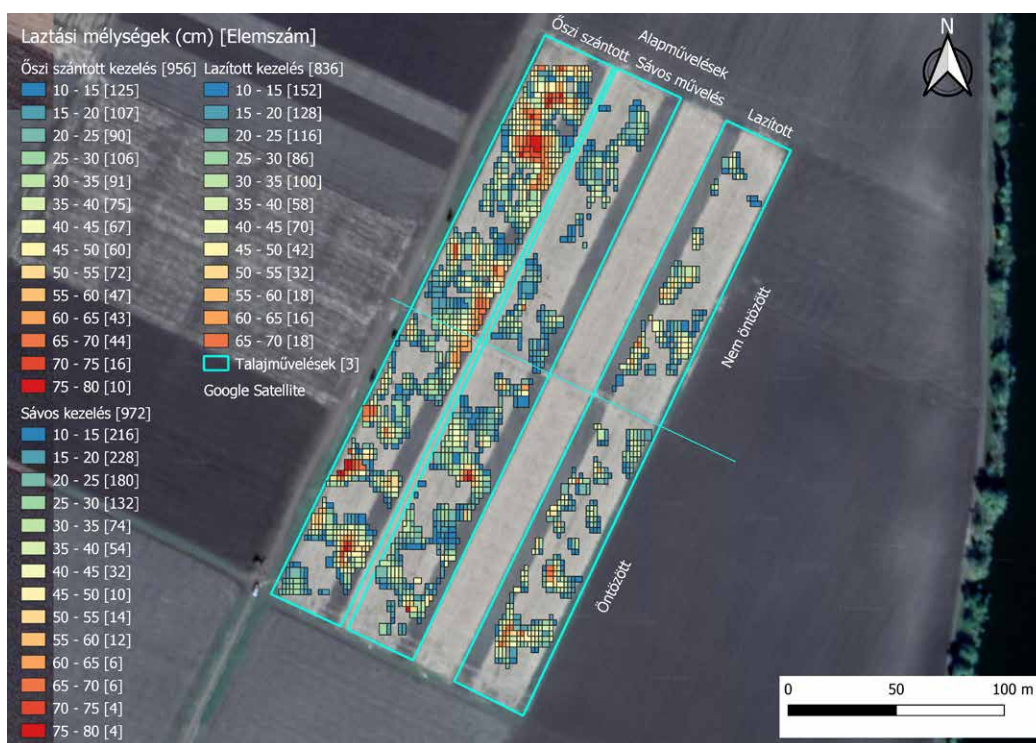 Laztási mélységek (cm) [Elemszám]
Őszi szántott kezelés [956]
10 - 15 [125]
15 - 20 [107]
20 - 25 [90]
25 - 30 [106]
30 - 35 [91]
35 - 40 [75]
40 - 45 [67]
45 - 50 [60]
50 - 55 [72]
55 - 60 [47]
60 - 65 [43]
65 - 70 [44]
70 - 75 [16]
75 - 80 [10]
Sávos kezelés [972]
10 - 15 [216]
15 - 20 [228]
20 - 25 [180]
25 - 30 [132]
30 - 35 [74]
35 - 40 [54]
40 - 45 [32]
45 - 50 [10]
50 - 55 [14]
55 - 60 [12]
60 - 65 [6]
65 - 70 [6]
70 - 75 [4]
75 - 80 [4]
Lazított kezelés [836]
10 - 15 [152]
15 - 20 [128]
20 - 25 [116]
25 - 30 [86]
30 - 35 [100]
35 - 40 [58]
40 - 45 [70]
45 - 50 [42]
50 - 55 [32]
55 - 60 [18]
60 - 65 [16]
65 - 70 [18]
Talajművelések [3]
Google Satellite
Alapművelések
Őszi szántott
Sávos művelés
Lazított
Nem öntözött
Öntözött
N
0 50 100 m